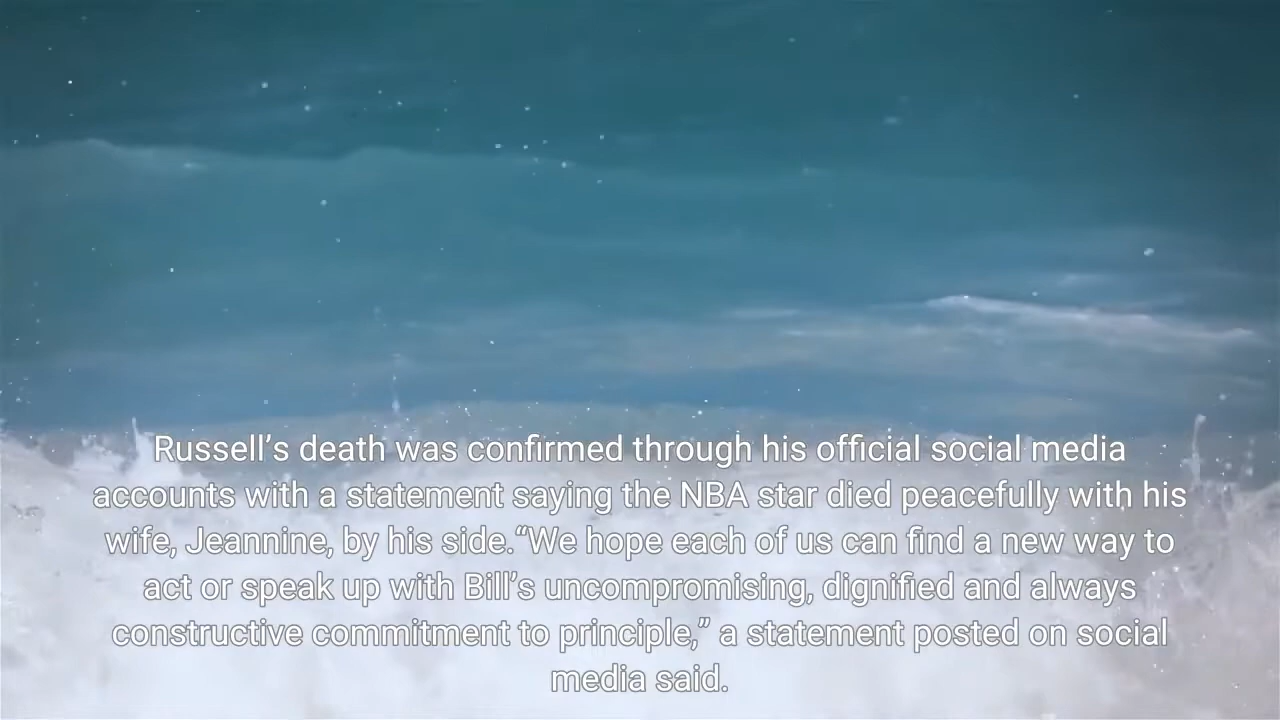 Russell’s death was confirmed through his official social media
accounts with a statement saying the NBA star died peacefully with his
wife, Jeannine, by his side.“We hope each of us can find a new way to
act or speak up with Bill’s uncompromising, dignified and always
constructive commitment to principle,” a statement posted on social
media said.